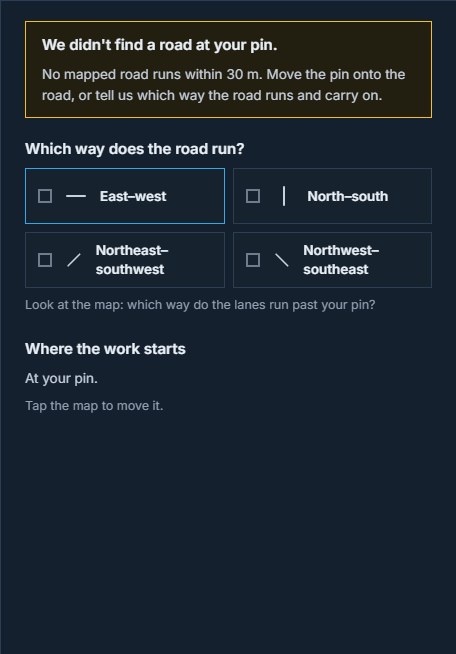 We didn't find a road at your pin.
No mapped road runs within 30 m. Move the pin onto the
road, or tell us which way the road runs and carry on.
Which way does the road run?
East–west
North–south
Northeast–
southwest
Northwest–
southeast
Look at the map: which way do the lanes run past your pin?
Where the work starts
At your pin.
Tap the map to move it.